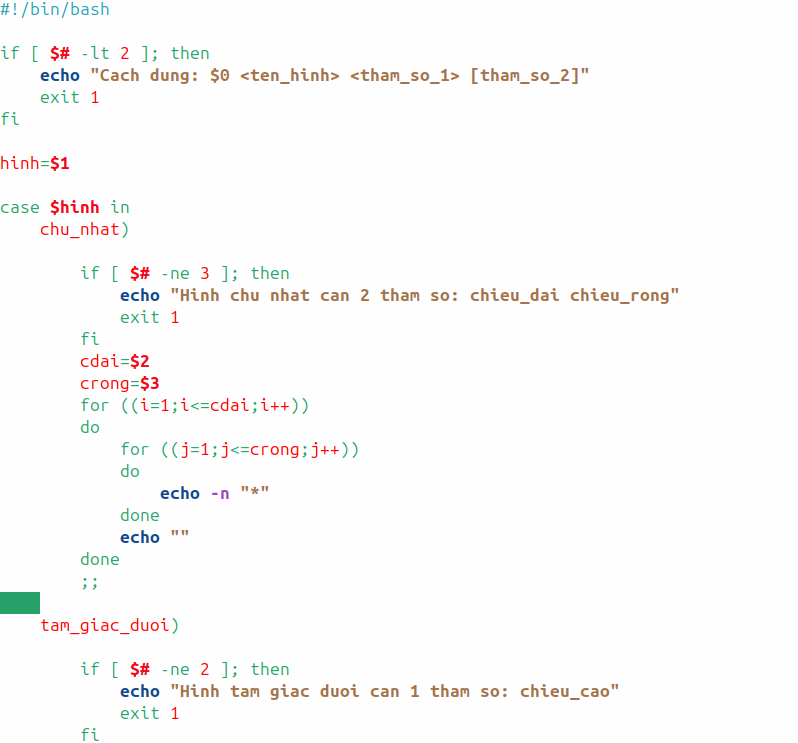 #!/bin/bash

if [ $# -lt 2 ]; then
    echo "Cach dung: $0 <ten_hinh> <tham_so_1> [tham_so_2]"
    exit 1
fi

hinh=$1

case $hinh in
    chu_nhat)

        if [ $# -ne 3 ]; then
            echo "Hinh chu nhat can 2 tham so: chieu_dai chieu_rong"
            exit 1
        fi
        cdai=$2
        crong=$3
        for ((i=1;i<=cdai;i++))
        do
            for ((j=1;j<=crong;j++))
            do
                echo -n "*"
            done
            echo ""
        done
        ;;

    tam_giac_duoi)

        if [ $# -ne 2 ]; then
            echo "Hinh tam giac duoi can 1 tham so: chieu_cao"
            exit 1
        fi